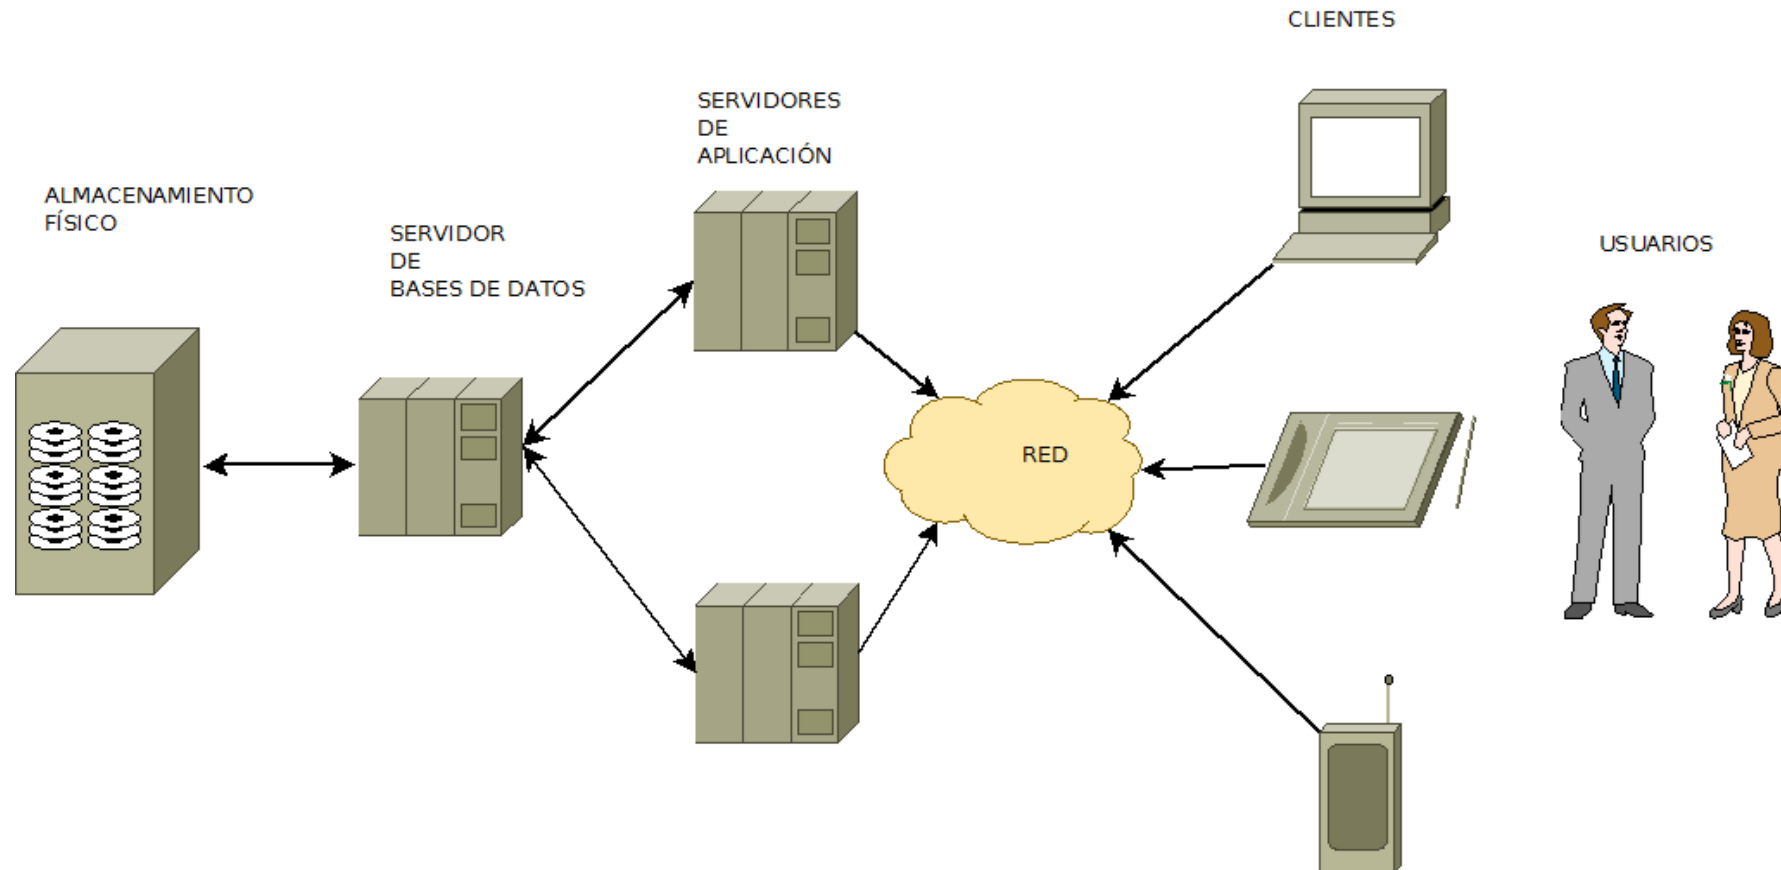 CLIENTES
SERVIDORES
DE
APLICACIÓN
ALMACENAMIENTO
FÍSICO
SERVIDOR
DE
BASES DE DATOS
USUARIOS
RED